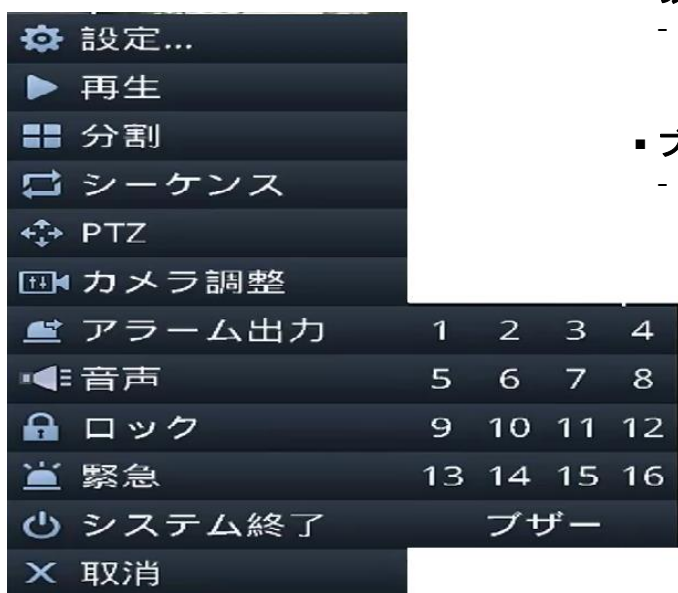 設定...
再生
分割
シーケンス
PTZ
カメラ調整
アラーム出力 1 2 3 4
音声 5 6 7 8
ロック 9 10 11 12
緊急 13 14 15 16
システム終了 ブザー
取消
-
▪ ブ
-